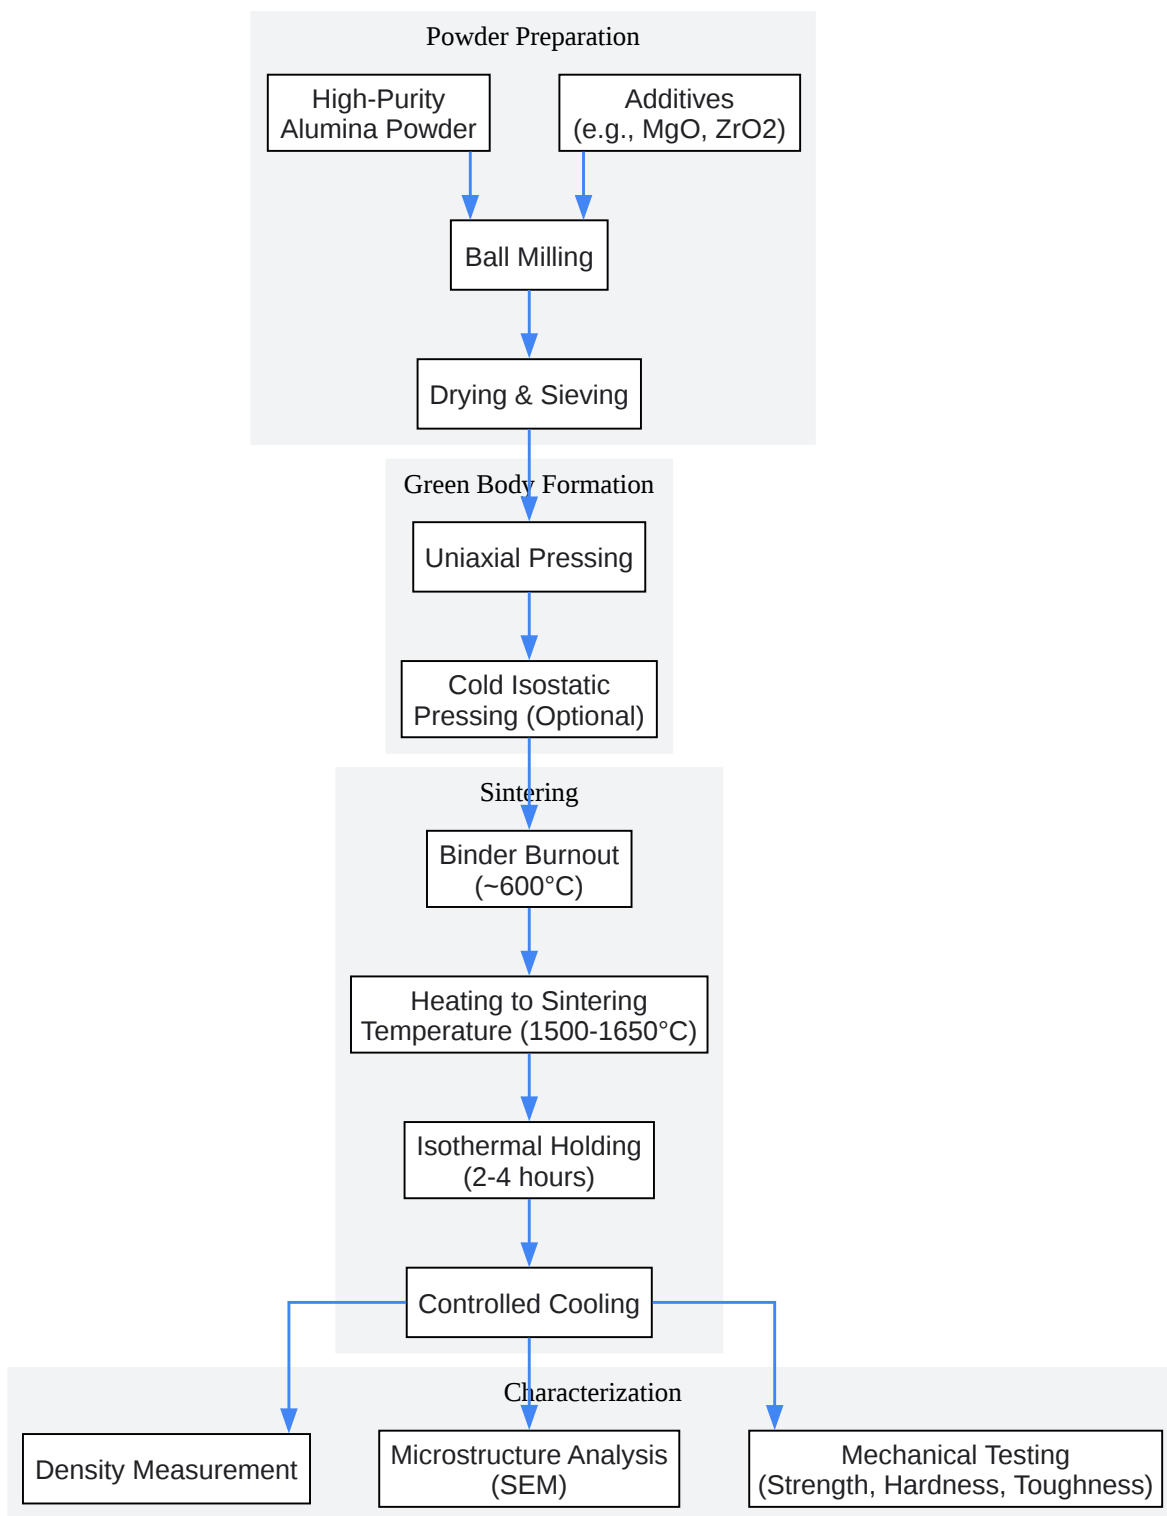 Powder Preparation
High-Purity
Alumina Powder
Additives
(e.g., MgO, ZrO2)
Ball Milling
Drying & Sieving
Green Body Formation
Uniaxial Pressing
Cold Isostatic
Pressing (Optional)
Sintering
Binder Burnout
(~600°C)
Heating to Sintering
Temperature (1500-1650°C)
Isothermal Holding
(2-4 hours)
Controlled Cooling
Characterization
Density Measurement
Microstructure Analysis
(SEM)
Mechanical Testing
(Strength, Hardness, Toughness)